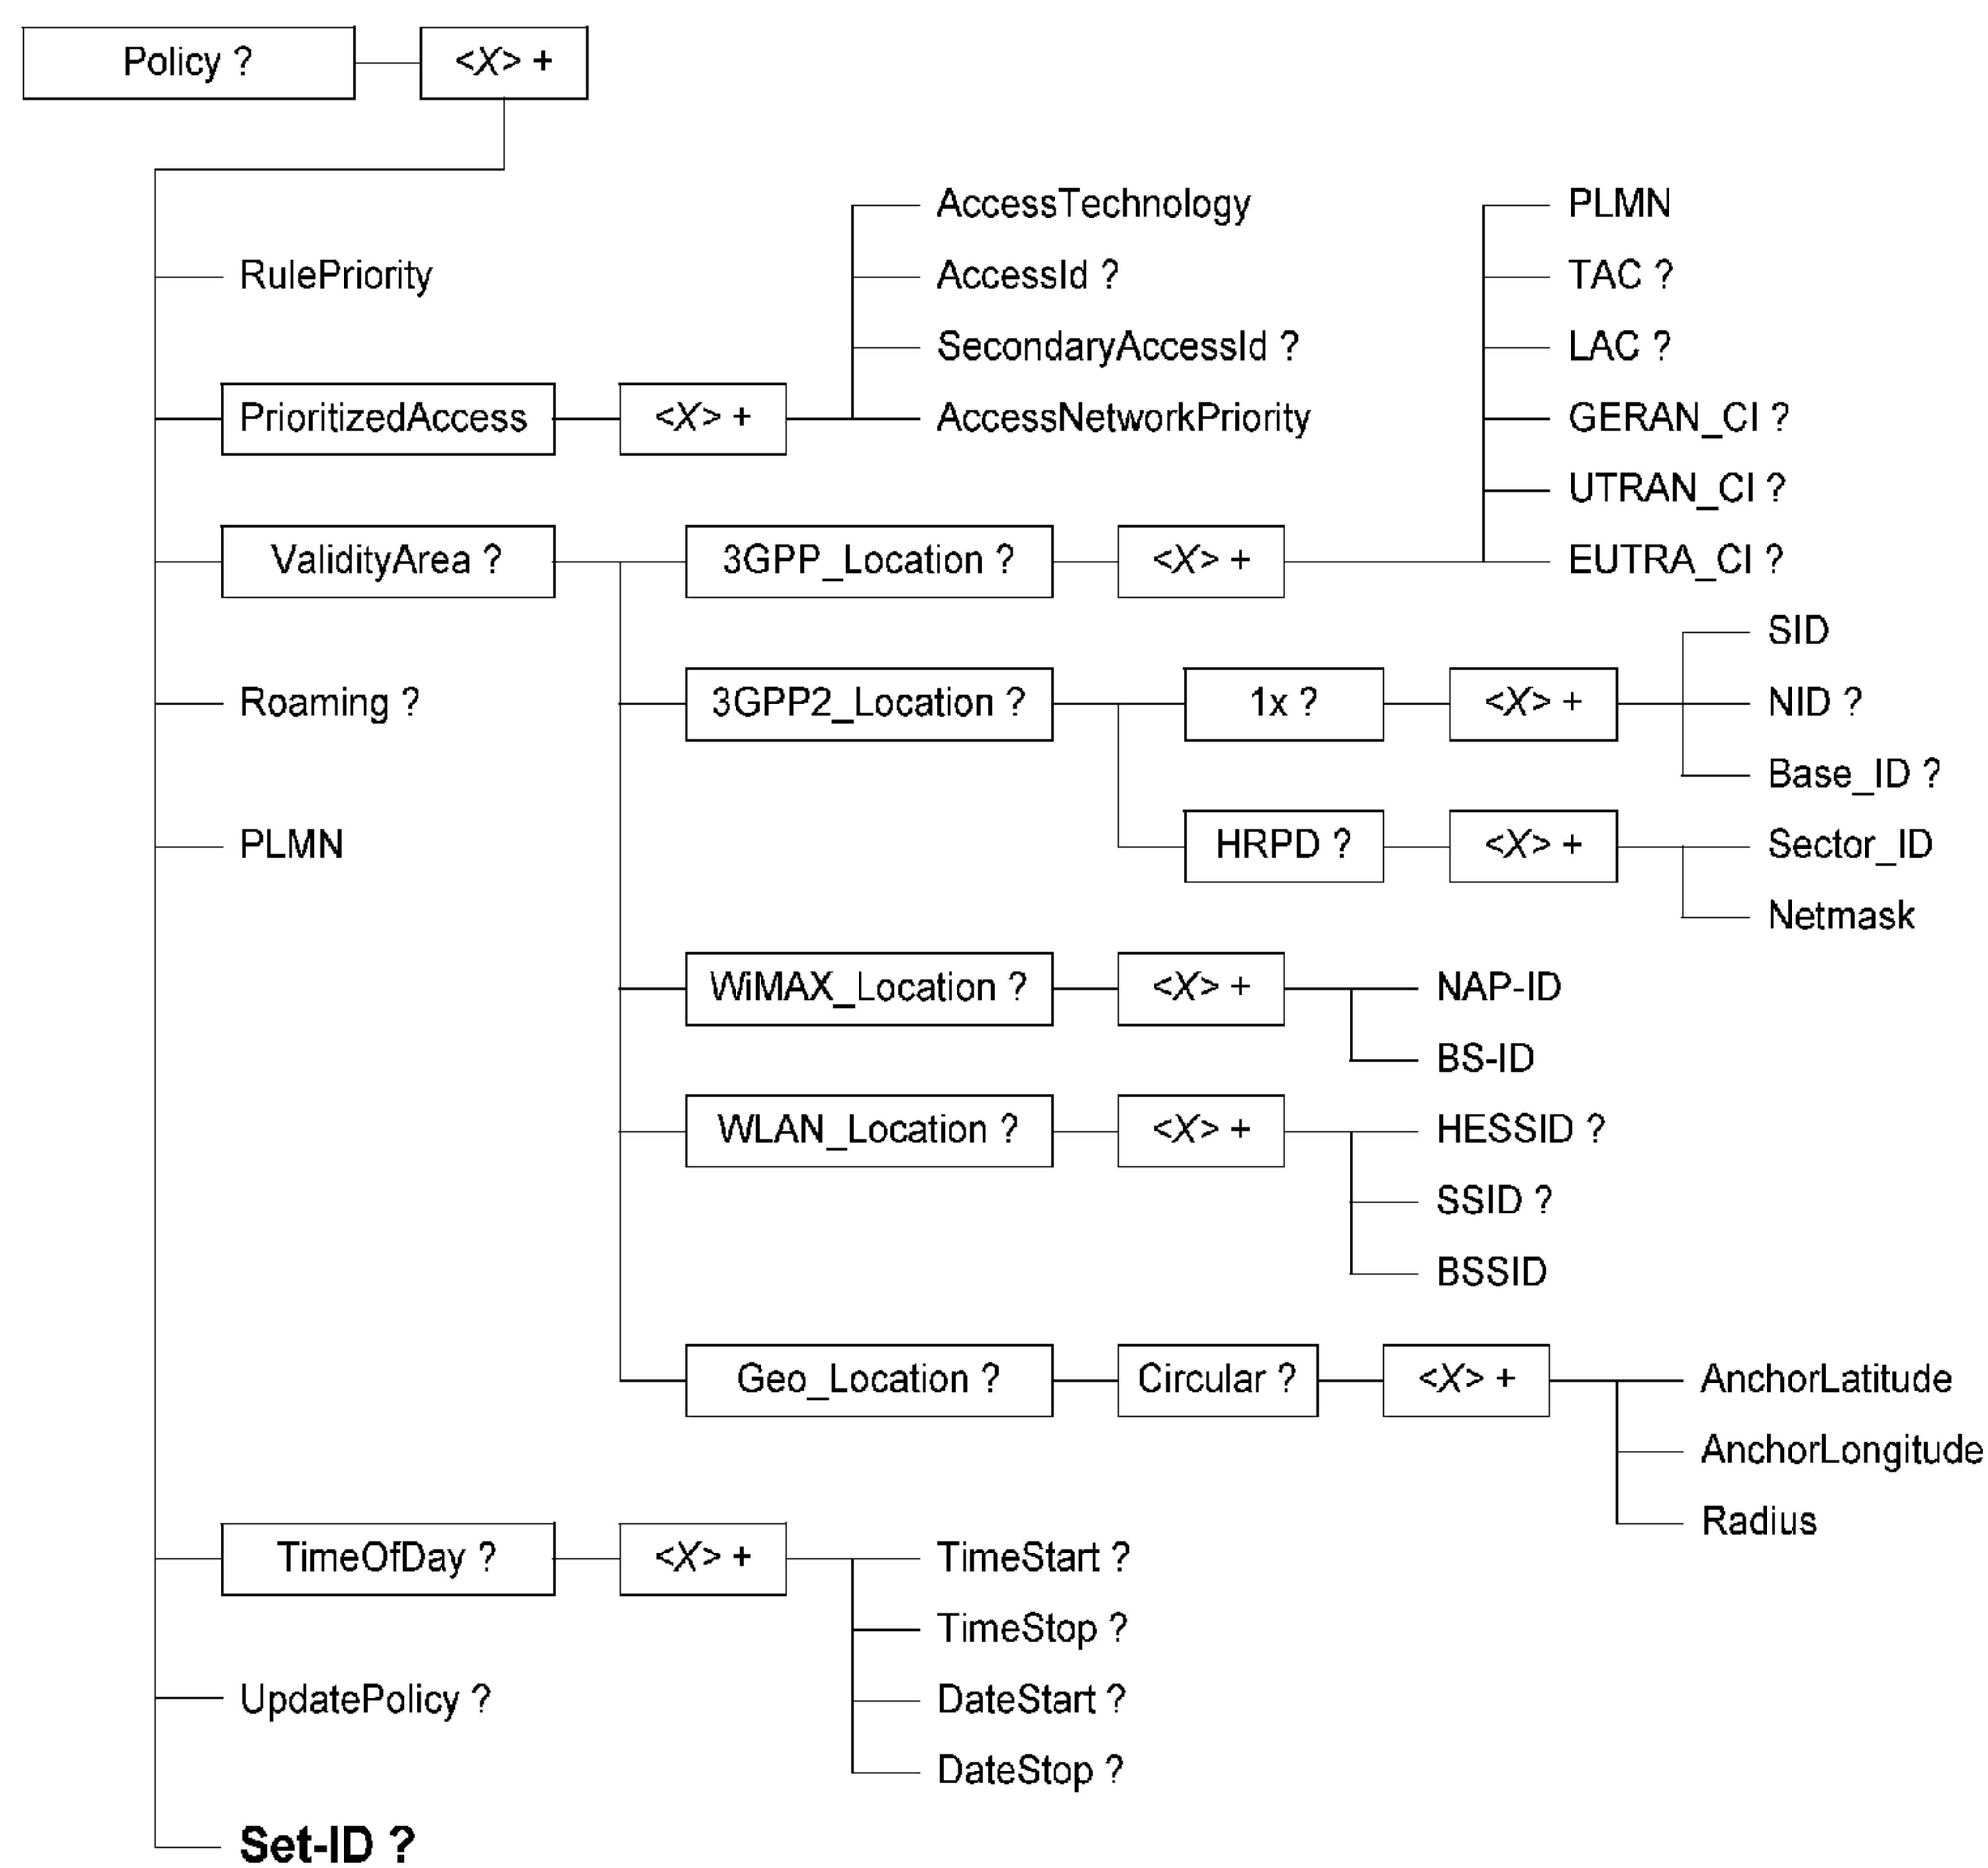 Policy ? <X> +
AccessTechnology PLMN
RulePriority AccessId ? TAC ?
SecondaryAccessId ? LAC ?
PrioritizedAccess <X> + AccessNetworkPriority GERAN_CI ?
UTRAN_CI ?
ValidityArea ? 3GPP_Location ? <X> + EUTRA_CI ?
SID
Roaming ? 3GPP2_Location ? 1x ? <X> + NID ?
Base_ID ?
PLMN HRPD ? <X> + Sector_ID
Netmask
WiMAX_Location ? <X> + NAP-ID
BS-ID
WLAN_Location ? <X> + HESSID ?
SSID ?
BSSID
Geo_Location ? Circular ? <X> + AnchorLatitude
AnchorLongitude
Radius
TimeOfDay ? <X> + TimeStart ?
TimeStop ?
UpdatePolicy ? DateStart ?
DateStop ?
Set-ID ?